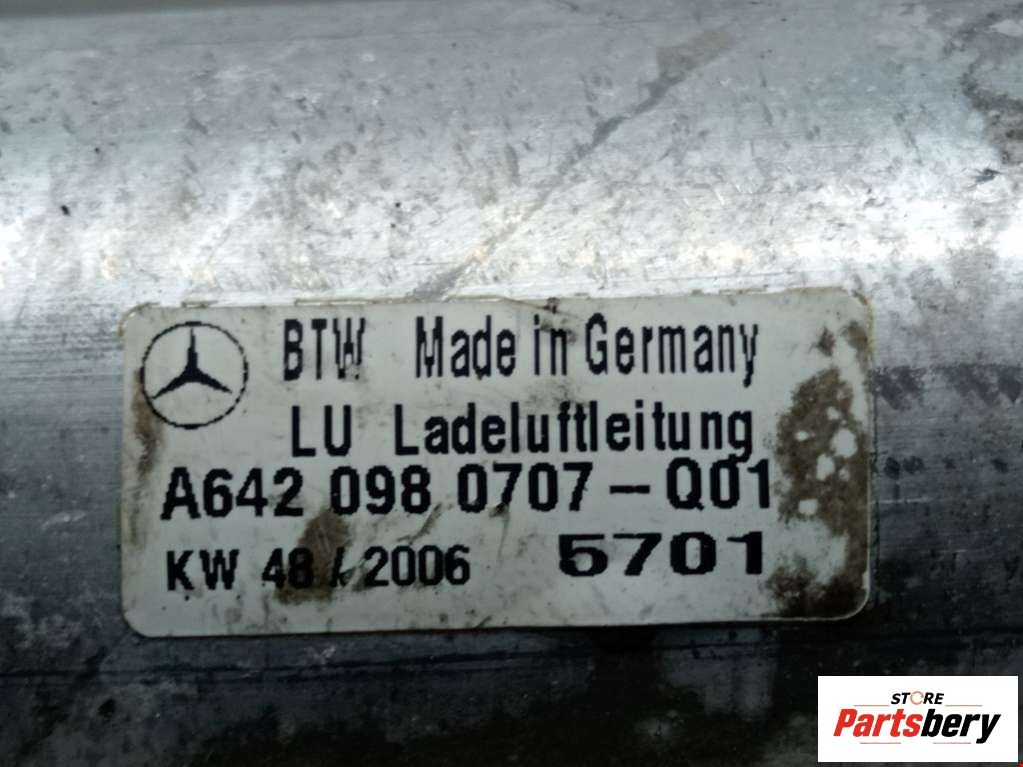 BTW Made in Germany
LU Ladeluftleitung
A642 098 0707-Q01
KW 48 / 2006 5701
STORE
Partsbery